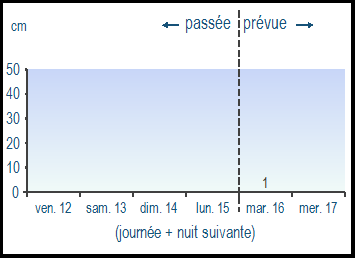 ← passée prévue →
cm
50
40
30
20
10
0
1
ven. 12 sam. 13 dim. 14 lun. 15 mar. 16 mer. 17
(journée + nuit suivante)